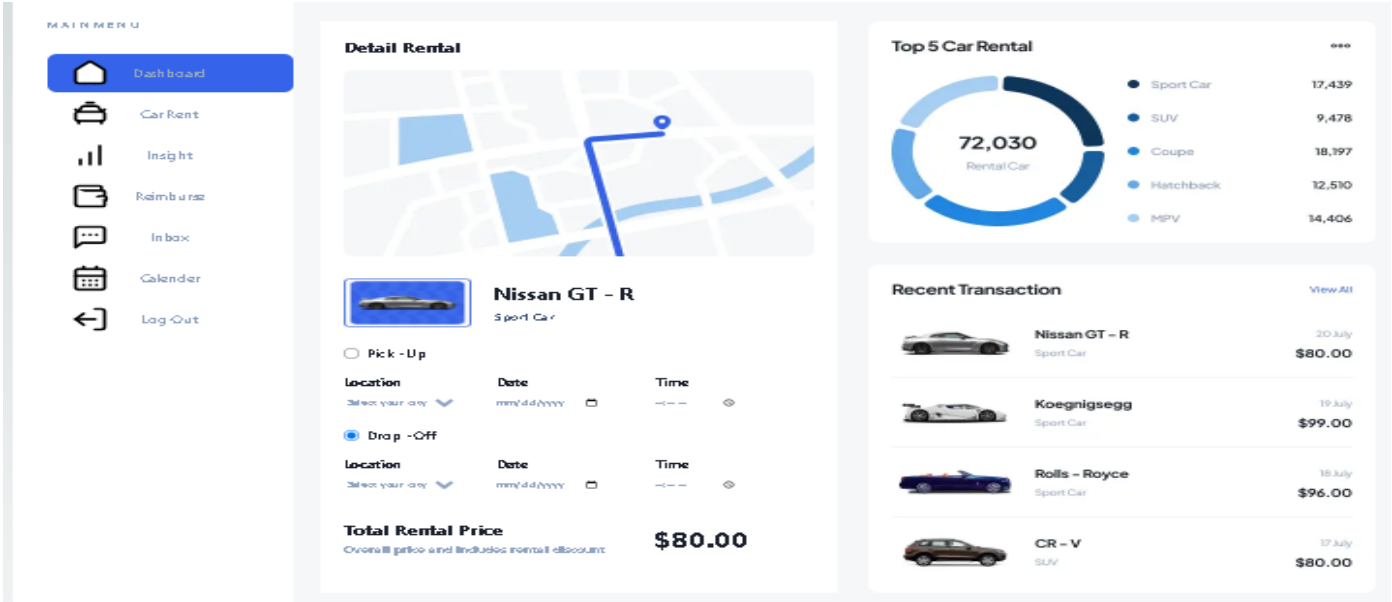 MAIN MENU
Dashboard
Car Rent
Insight
Reimburse
Inbox
Calender
Log Out
Detail Rental
Nissan GT - R
Sport Car
Pick - Up
Location Date Time
Select your city mm/dd/yyyy --:-- --
Drop - Off
Location Date Time
Select your city mm/dd/yyyy --:-- --
Total Rental Price
Overall price and includes rental discount
$80.00
Top 5 Car Rental
72,030
Rental Car
Sport Car 17,439
SUV 9,478
Coupe 18,197
Hatchback 12,510
MPV 14,406
Recent Transaction View All
Nissan GT - R 20 July
Sport Car $80.00
Koegnigsegg 19 July
Sport Car $99.00
Rolls - Royce 18 July
Sport Car $96.00
CR - V 17 July
SUV $80.00